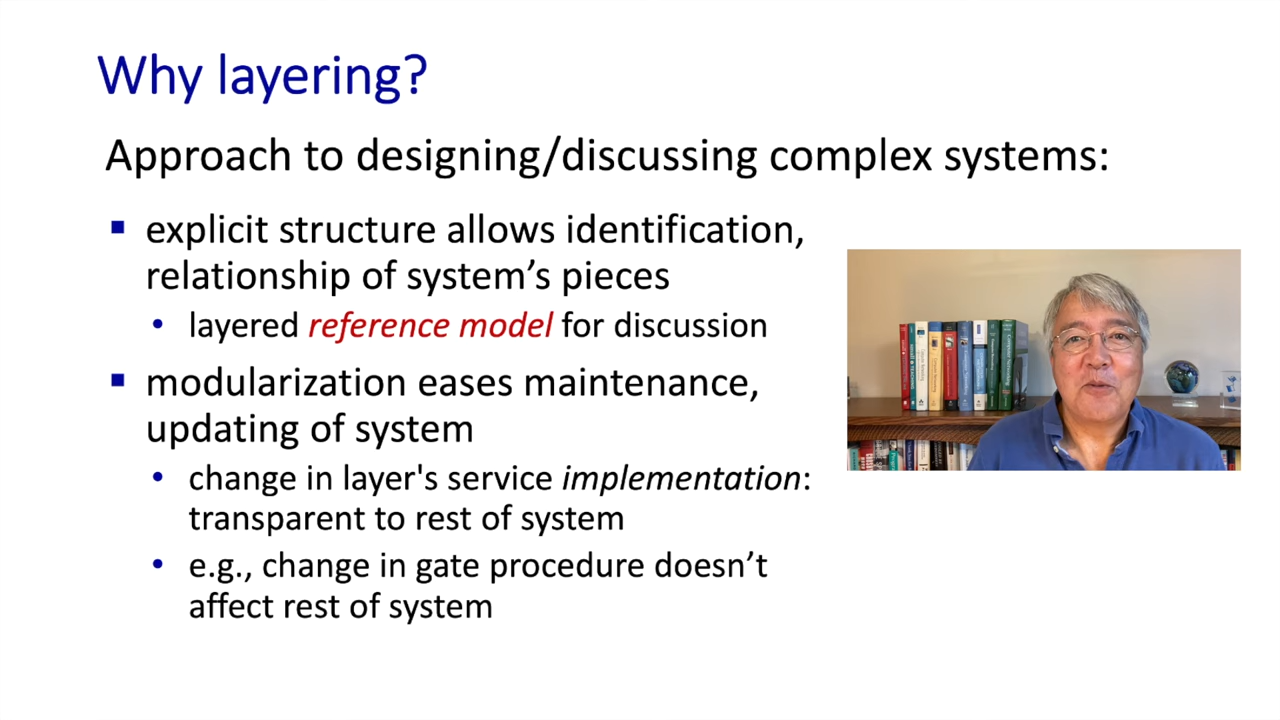 Why layering?
Approach to designing/discussing complex systems:
▪ explicit structure allows identification,
relationship of system’s pieces
• layered reference model for discussion
▪ modularization eases maintenance,
updating of system
• change in layer's service implementation:
transparent to rest of system
• e.g., change in gate procedure doesn’t
affect rest of system